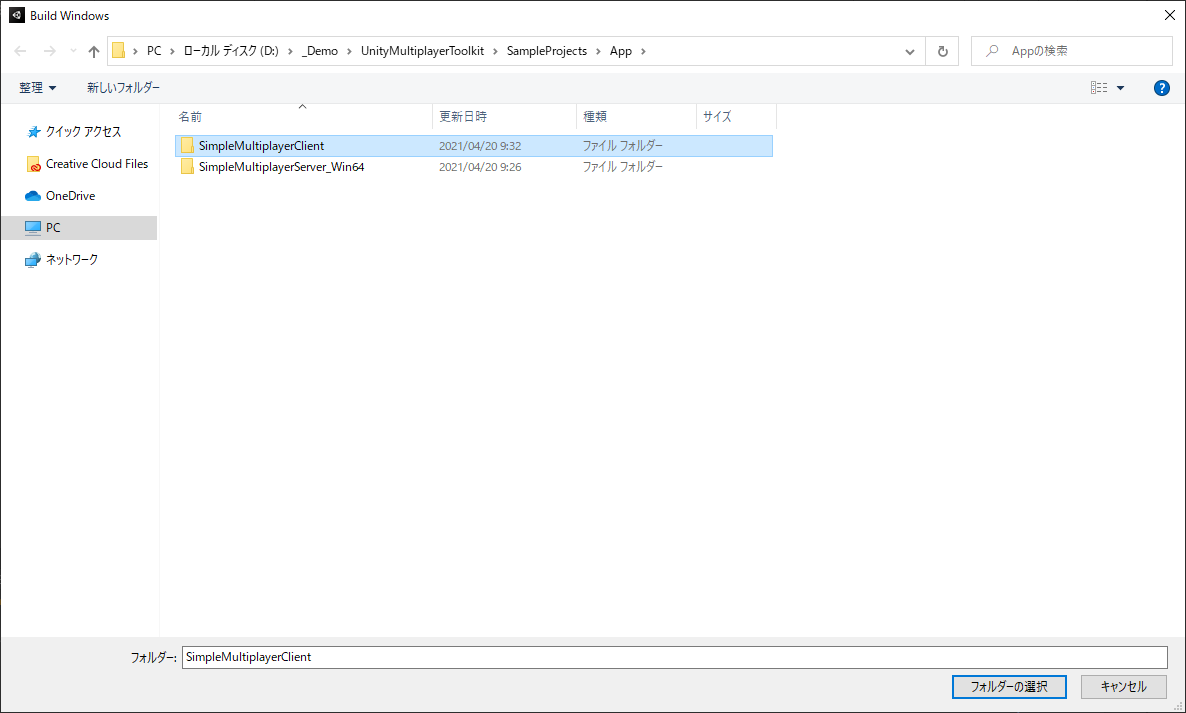 Build Windows
PC › ローカル ディスク (D:) › _Demo › UnityMultiplayerToolkit › SampleProjects › App ›
Appの検索
整理 新しいフォルダー
?
名前 更新日時 種類 サイズ
クイック アクセス
Creative Cloud Files
OneDrive
PC
ネットワーク
SimpleMultiplayerClient 2021/04/20 9:32 ファイル フォルダー
SimpleMultiplayerServer_Win64 2021/04/20 9:26 ファイル フォルダー
フォルダー: SimpleMultiplayerClient
フォルダーの選択 キャンセル